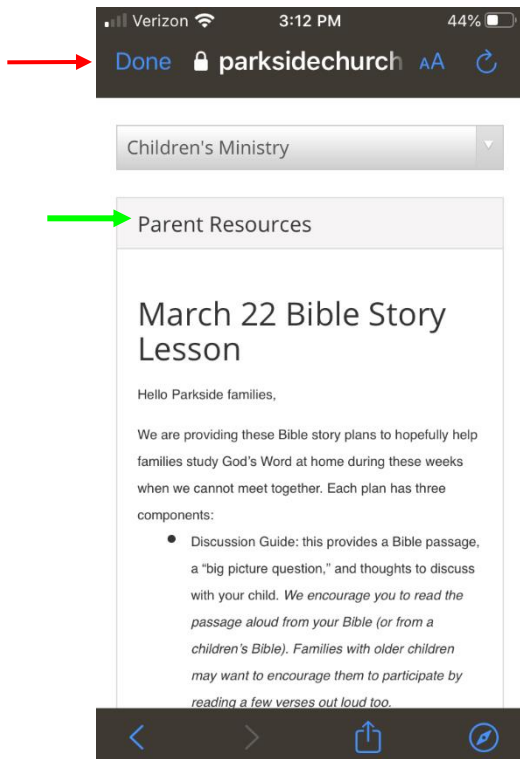 Verizon 3:12 PM 44%
Done parksidechurch AA
Children's Ministry
Parent Resources
March 22 Bible Story
Lesson
Hello Parkside families,
We are providing these Bible story plans to hopefully help
families study God's Word at home during these weeks
when we cannot meet together. Each plan has three
components:
• Discussion Guide: this provides a Bible passage,
a “big picture question,” and thoughts to discuss
with your child. We encourage you to read the
passage aloud from your Bible (or from a
children's Bible). Families with older children
may want to encourage them to participate by
reading a few verses out loud too.